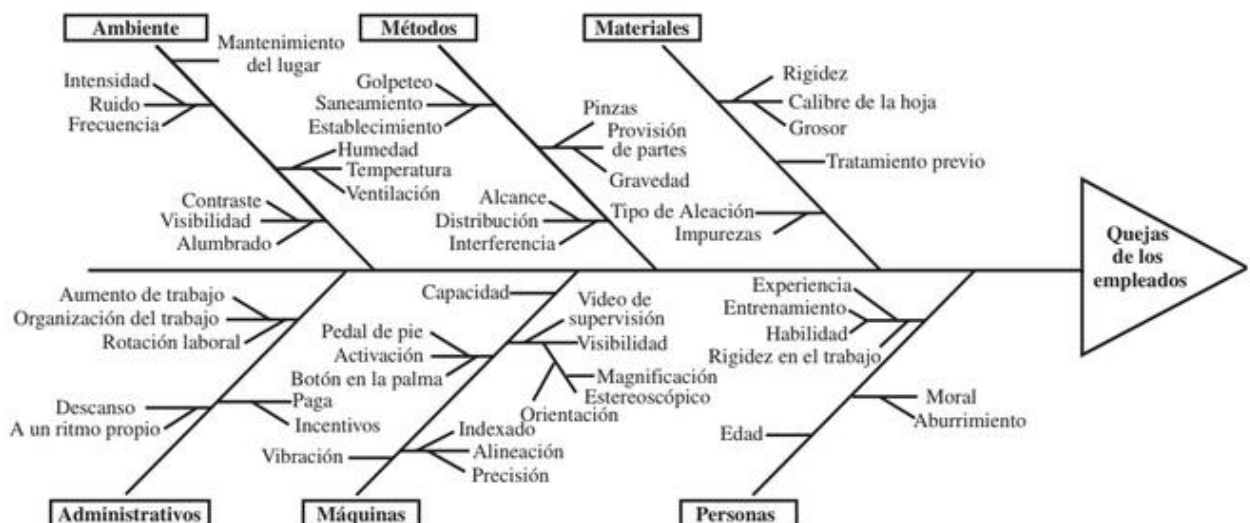 Ambiente
Métodos
Materiales
Mantenimiento
del lugar
Intensidad
Ruido
Frecuencia
Humedad
Temperatura
Ventilación
Contraste
Visibilidad
Alumbrado
Golpeteo
Saneamiento
Establecimiento
Pinzas
Provisión
de partes
Gravedad
Alcance
Distribución
Interferencia
Rigidez
Calibre de la hoja
Grosor
Tratamiento previo
Tipo de Aleación
Impurezas
Quejas
de los
empleados
Aumento de trabajo
Organización del trabajo
Rotación laboral
Descanso
A un ritmo propio
Paga
Incentivos
Capacidad
Video de
supervisión
Visibilidad
Pedal de pie
Activación
Botón en la palma
Magnificación
Estereoscópico
Orientación
Indexado
Alineación
Precisión
Vibración
Experiencia
Entrenamiento
Habilidad
Rigidez en el trabajo
Moral
Aburrimiento
Edad
Administrativos
Máquinas
Personas